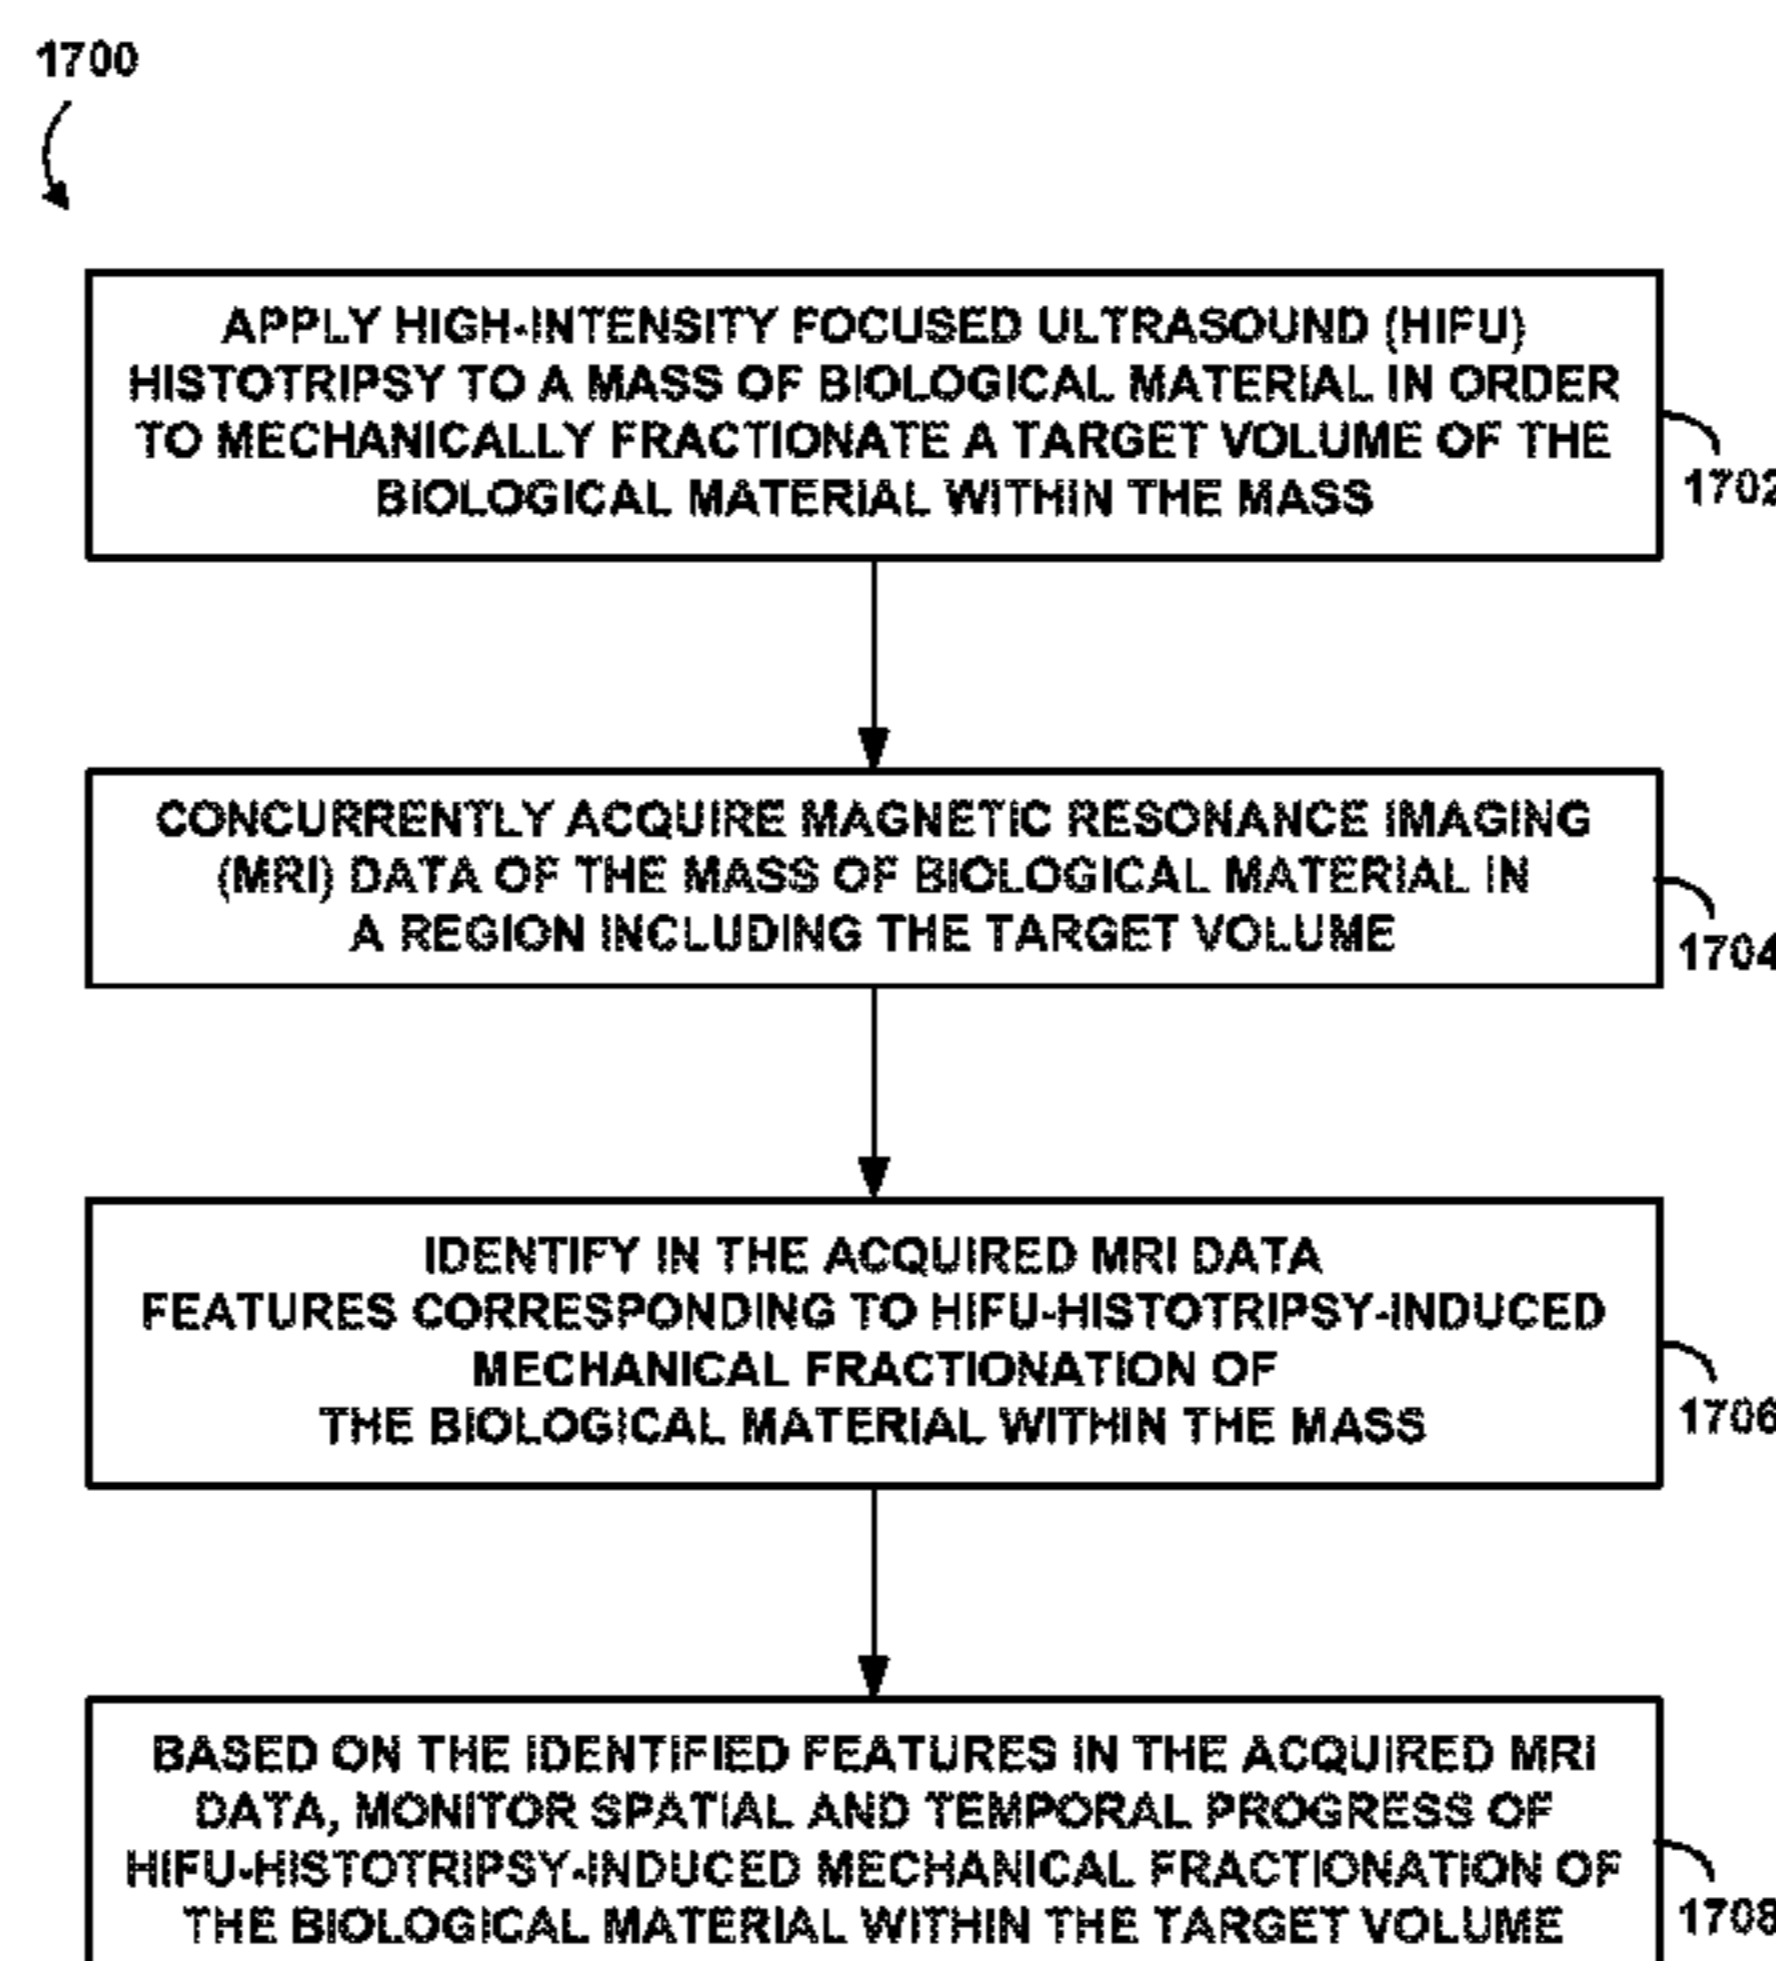 1700
APPLY HIGH-INTENSITY FOCUSED ULTRASOUND (HIFU)
HISTOTRIPSY TO A MASS OF BIOLOGICAL MATERIAL IN ORDER
TO MECHANICALLY FRACTIONATE A TARGET VOLUME OF THE
BIOLOGICAL MATERIAL WITHIN THE MASS
1702
CONCURRENTLY ACQUIRE MAGNETIC RESONANCE IMAGING
(MRI) DATA OF THE MASS OF BIOLOGICAL MATERIAL IN
A REGION INCLUDING THE TARGET VOLUME
1704
IDENTIFY IN THE ACQUIRED MRI DATA
FEATURES CORRESPONDING TO HIFU-HISTOTRIPSY-INDUCED
MECHANICAL FRACTIONATION OF
THE BIOLOGICAL MATERIAL WITHIN THE MASS
1706
BASED ON THE IDENTIFIED FEATURES IN THE ACQUIRED MRI
DATA, MONITOR SPATIAL AND TEMPORAL PROGRESS OF
HIFU-HISTOTRIPSY-INDUCED MECHANICAL FRACTIONATION OF
THE BIOLOGICAL MATERIAL WITHIN THE TARGET VOLUME
1708